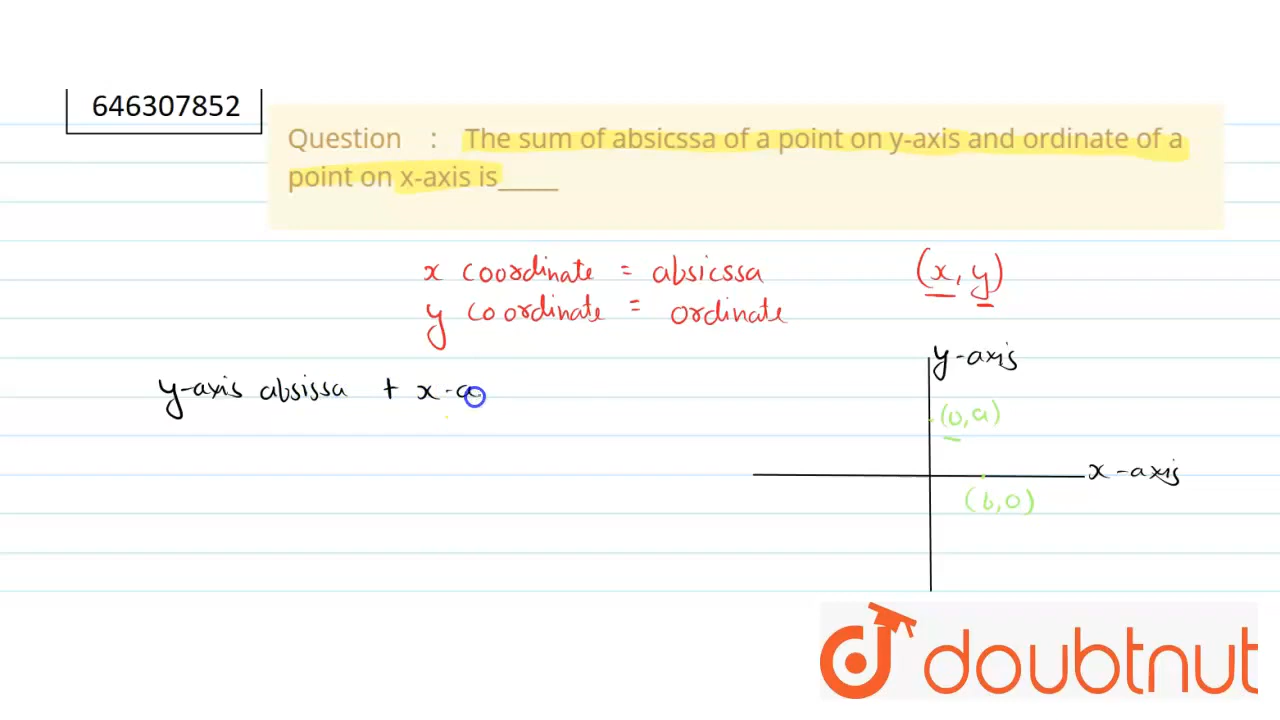 646307852
Question : The sum of absicssa of a point on y-axis and ordinate of a
point on x-axis is_____
x coordinate = absicssa
(x, y)
y coordinate = ordinate
y-axis
y-axis absissa + x-a
(0,a)
x-axis
(b,0)
doubtnut